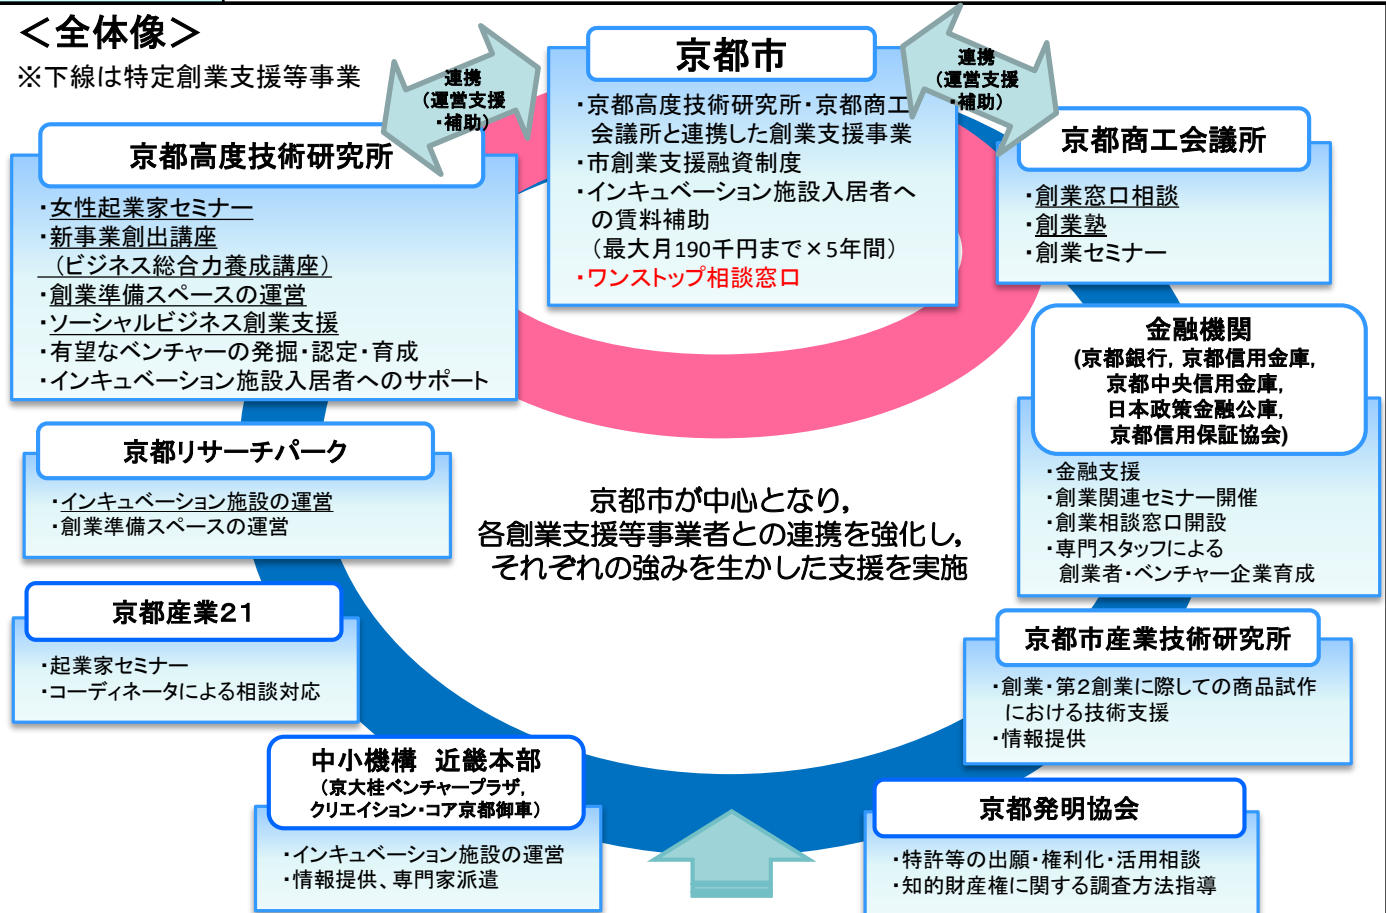 ＜全体像＞
※下線は特定創業支援等事業
連携
（運営支援
・補助）
京都市
・京都高度技術研究所・京都商工
会議所と連携した創業支援事業
・市創業支援融資制度
・インキュベーション施設入居者へ
の賃料補助
（最大月190千円まで×5年間）
・ワンストップ相談窓口
連携
（運営支援
・補助）
京都高度技術研究所
・女性起業家セミナー
・新事業創出講座
（ビジネス総合力養成講座）
・創業準備スペースの運営
・ソーシャルビジネス創業支援
・有望なベンチャーの発掘・認定・育成
・インキュベーション施設入居者へのサポート
京都商工会議所
・創業窓口相談
・創業塾
・創業セミナー
金融機関
(京都銀行，京都信用金庫，
京都中央信用金庫，
日本政策金融公庫，
京都信用保証協会)
・金融支援
・創業関連セミナー開催
・創業相談窓口開設
・専門スタッフによる
創業者・ベンチャー企業育成
京都リサーチパーク
・インキュベーション施設の運営
・創業準備スペースの運営
京都市が中心となり，
各創業支援等事業者との連携を強化し，
それぞれの強みを生かした支援を実施
京都産業２１
・起業家セミナー
・コーディネータによる相談対応
京都市産業技術研究所
・創業・第２創業に際しての商品試作
における技術支援
・情報提供
中小機構　近畿本部
（京大桂ベンチャープラザ，
クリエイション・コア京都御車）
・インキュベーション施設の運営
・情報提供、専門家派遣
京都発明協会
・特許等の出願・権利化・活用相談
・知的財産権に関する調査方法指導